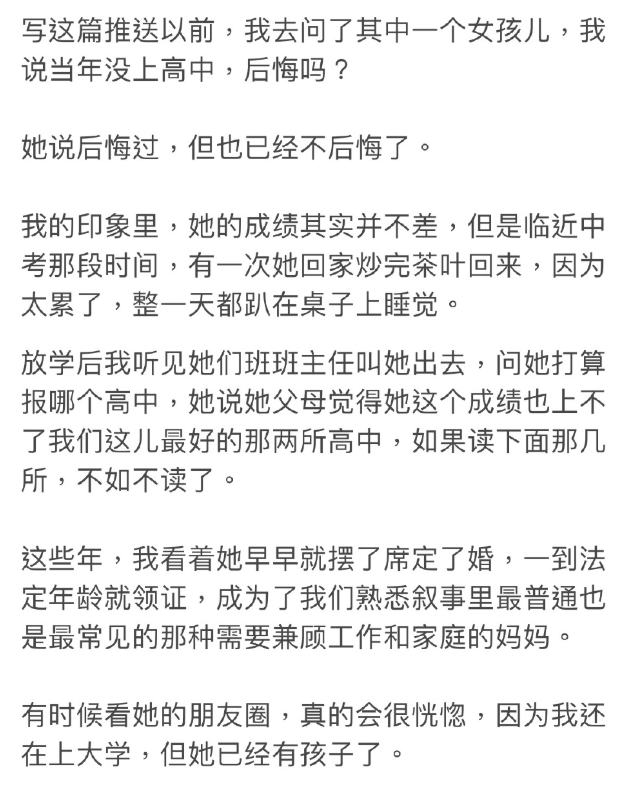 写这篇推送以前，我去问了其中一个女孩儿，我
说当年没上高中，后悔吗？
她说后悔过，但也已经不后悔了。
我的印象里，她的成绩其实并不差，但是临近中
考那段时间，有一次她回家炒完茶叶回来，因为
太累了，整一天都趴在桌子上睡觉。
放学后我听见她们班班主任叫她出去，问她打算
报哪个高中，她说她父母觉得她这个成绩也上不
了我们这儿最好的那两所高中，如果读下面那几
所，不如不读了。
这些年，我看着她早早就摆了席定了婚，一到法
定年龄就领证，成为了我们熟悉叙事里最普通也
是最常见的那种需要兼顾工作和家庭的妈妈。
有时候看她的朋友圈，真的会很恍惚，因为我还
在上大学，但她已经有孩子了。